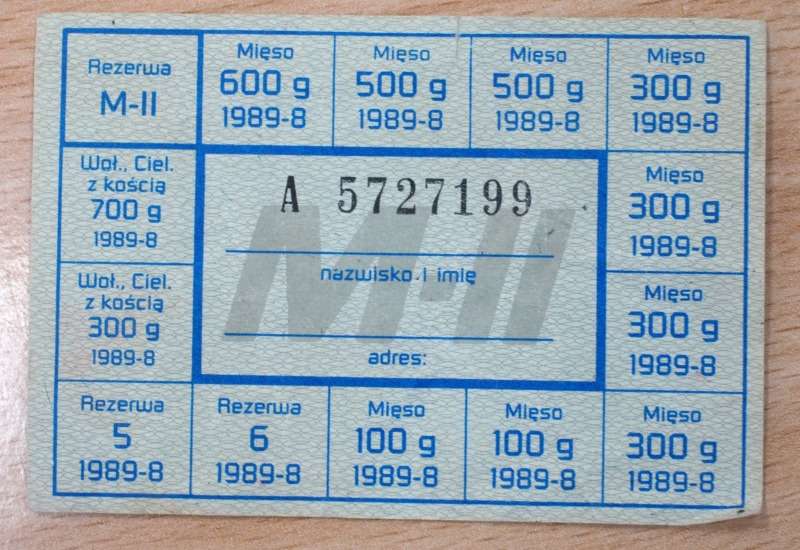 Rezerwa
M-II
Mięso
600 g
1989-8
Mięso
500 g
1989-8
Mięso
500 g
1989-8
Mięso
300 g
1989-8
Woł., Ciel.
z kością
700 g
1989-8
A 5727199
M-II
nazwisko i imię
adres:
Mięso
300 g
1989-8
Woł., Ciel.
z kością
300 g
1989-8
Mięso
300 g
1989-8
Rezerwa
5
1989-8
Rezerwa
6
1989-8
Mięso
100 g
1989-8
Mięso
100 g
1989-8
Mięso
300 g
1989-8